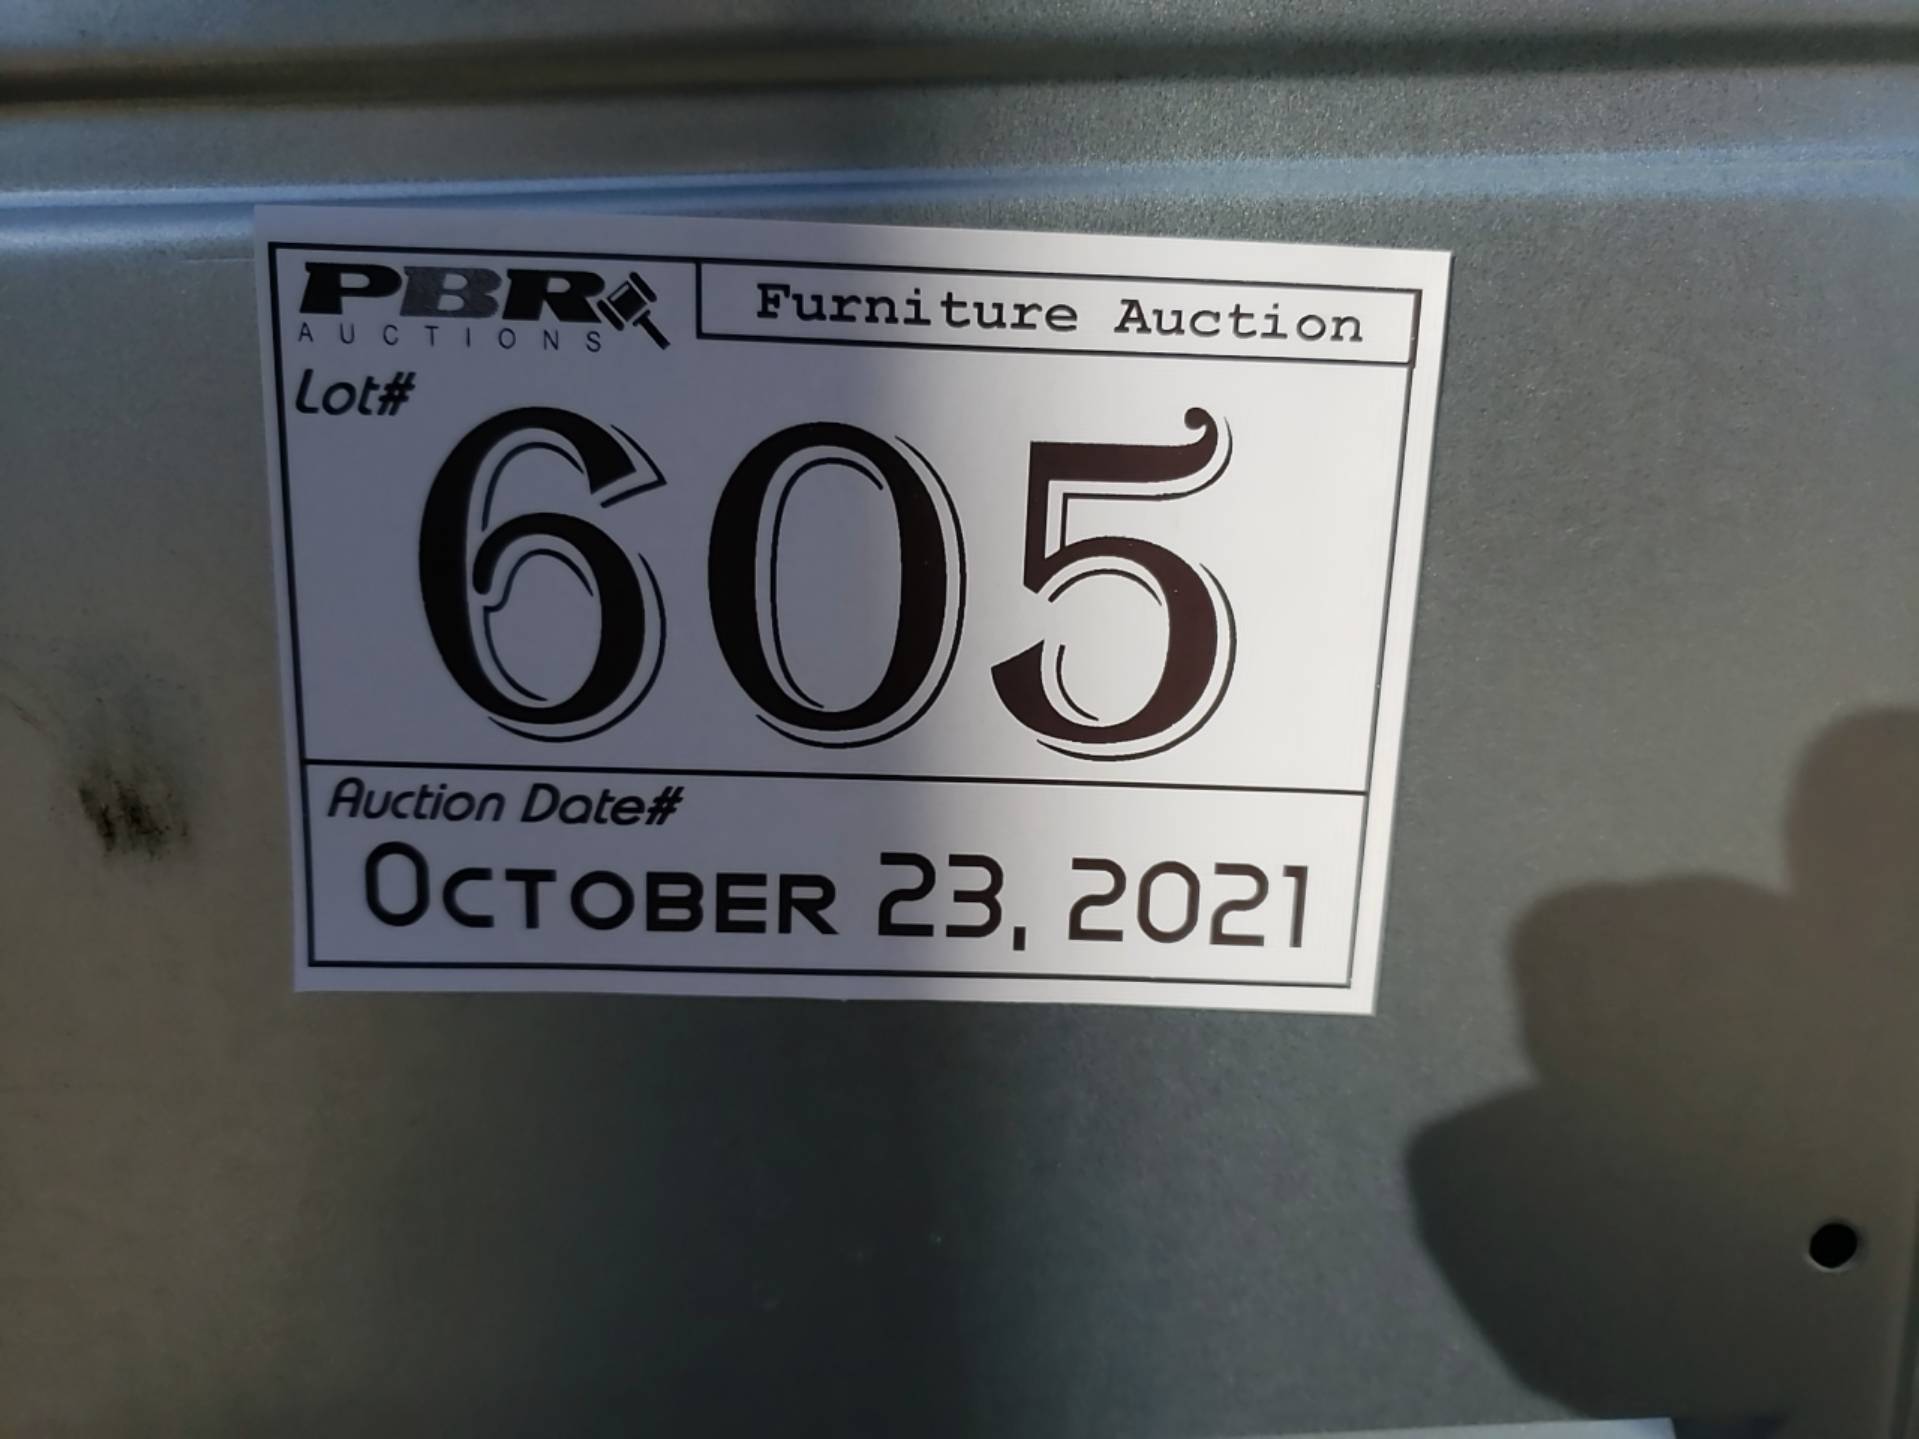 PBR
AUCTIONS
Furniture Auction
Lot#
605
Auction Date#
OCTOBER 23, 2021